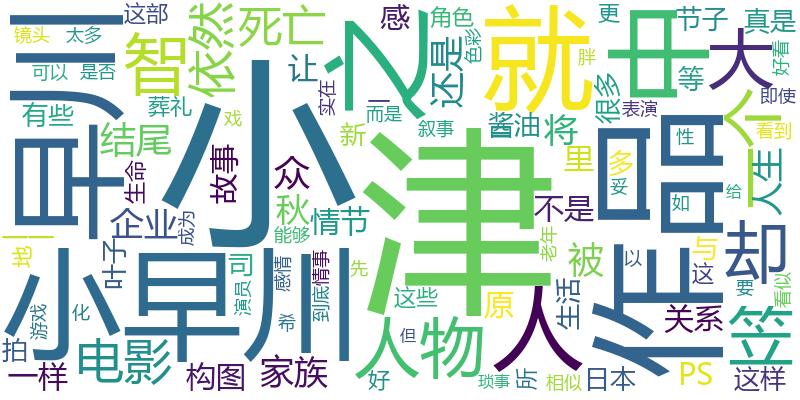 镜头
太多
这部
依然
死亡
感
角色
色彩
更
节子
真是
好看
可以
是否
智
之
就
中
大
川
有些
葬礼
让
实在
还是
胖
很多
等
即使
戏
一
而是
表演
看到
早
小
结尾
生命
故事
众
新
叙事
酱油
将
品
性
个
津
里
多
人生
企业
成为
秋
能够
情节
不是
妥
如
给
叶子
司
感情
情事
到底
先
老年
被
与
以
这
却
要
看似
小
早
川
演员
希
这些
原
人
生活
作
关系
笠
游戏
化
拍
电影
一样
构图
家族
好
人物
但
琐事
所
相似
日本
PS
这样